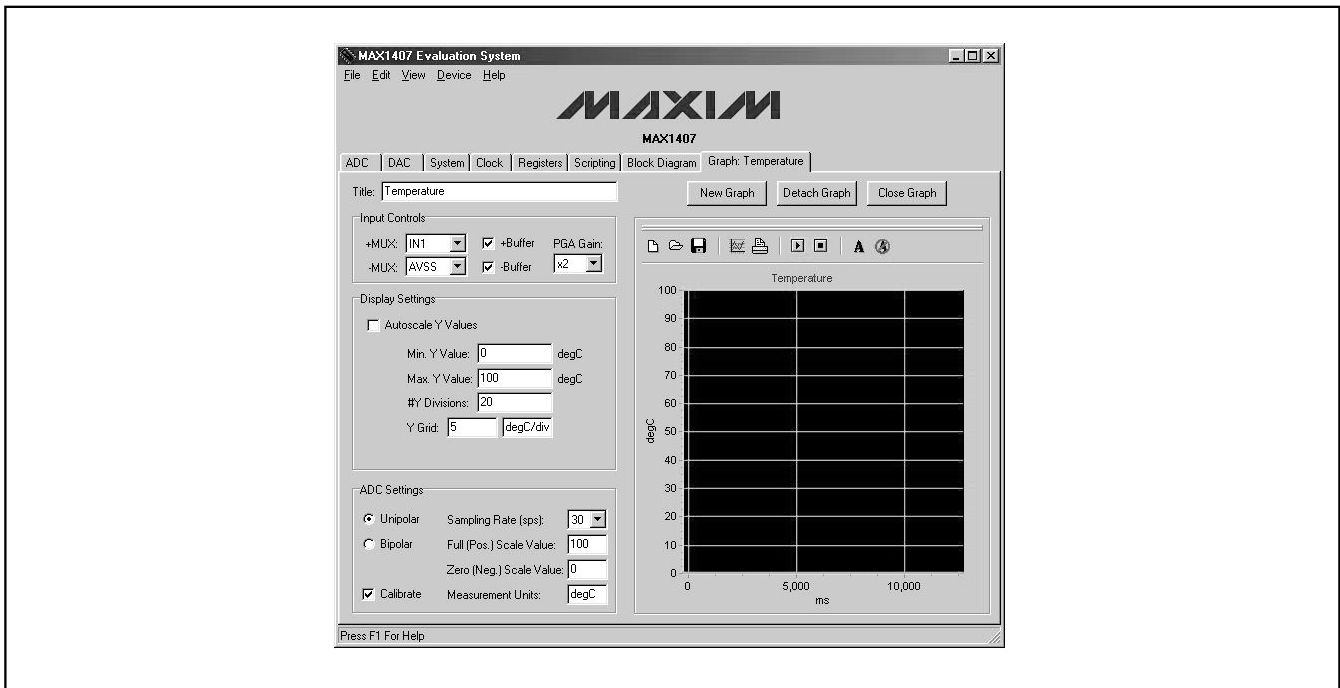 MAX1407 Evaluation System
File Edit View Device Help
MAXIM
MAX1407
ADC DAC System Clock Registers Scripting Block Diagram Graph: Temperature
Title: Temperature
New Graph Detach Graph Close Graph
Input Controls
+MUX: IN1 +Buffer PGA Gain:
-MUX: AVSS -Buffer x2
Display Settings
Autoscale Y Values
Min. Y Value: 0 degC
Max. Y Value: 100 degC
#Y Divisions: 20
Y Grid: 5 degC/div
ADC Settings
Unipolar Sampling Rate (sps): 30
Bipolar Full (Pos.) Scale Value: 100
Zero (Neg.) Scale Value: 0
Calibrate Measurement Units: degC
A A
Temperature
100
90
80
70
60
50
40
30
20
10
0
degC
0 5,000 10,000
ms
Press F1 For Help